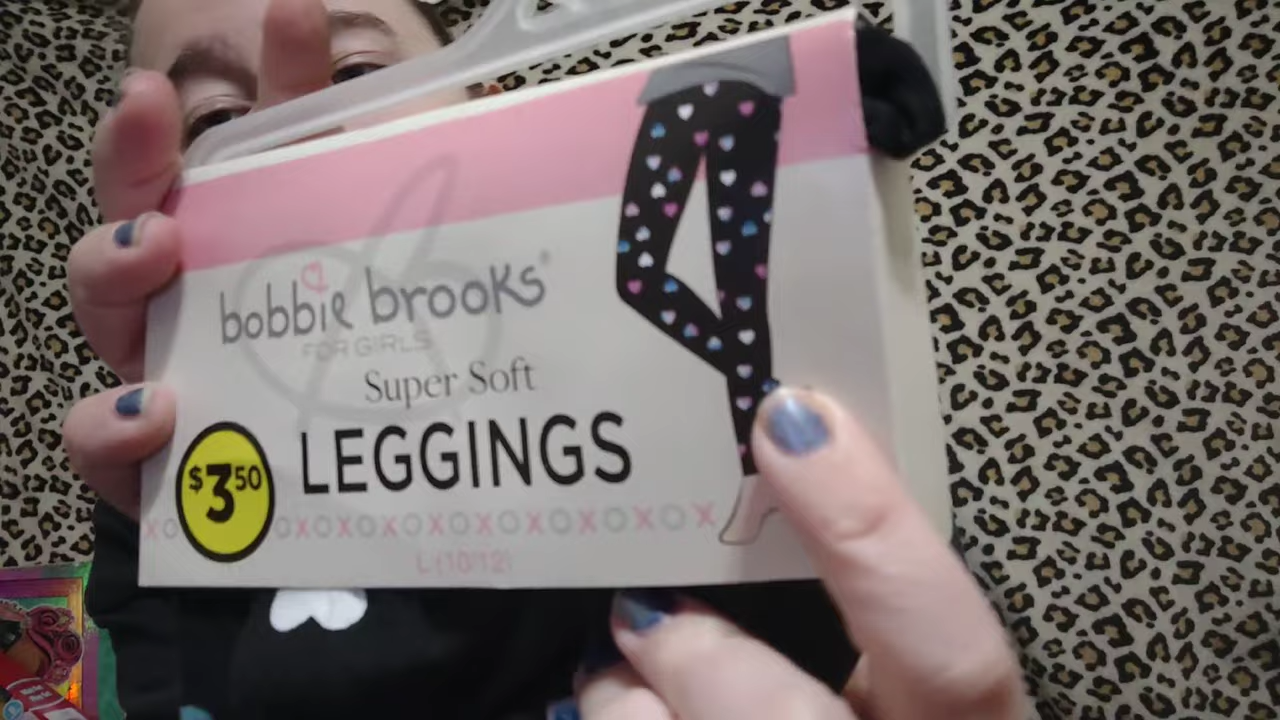 bobbie brooks®
FOR GIRLS
Super Soft
LEGGINGS
$3.50
XOXOXOXOXOXOXOXOXOX
L (10/12)